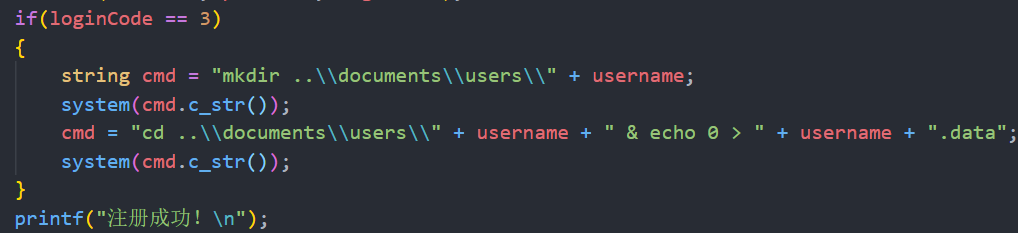 if(loginCode == 3)
{
    string cmd = "mkdir ..\\documents\\users\\" + username;
    system(cmd.c_str());
    cmd = "cd ..\\documents\\users\\" + username + " & echo 0 > " + username + ".data";
    system(cmd.c_str());
}
printf("注册成功！\n");